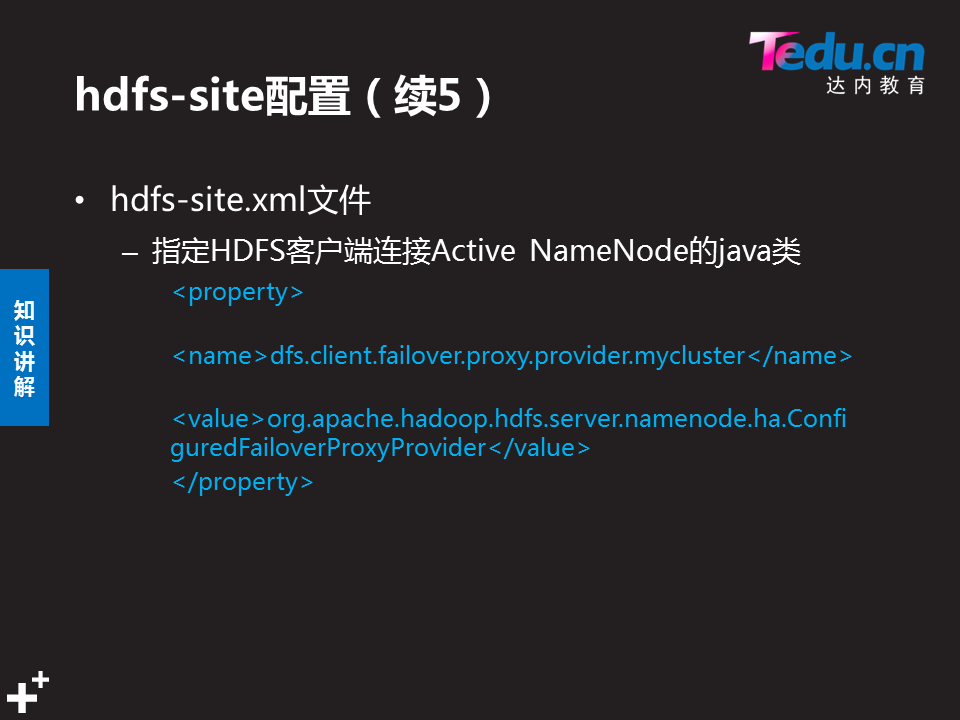 Tedu.cn
达内教育
hdfs-site配置（续5）
• hdfs-site.xml文件
– 指定HDFS客户端连接Active NameNode的java类
<property>
<name>dfs.client.failover.proxy.provider.mycluster</name>
<value>org.apache.hadoop.hdfs.server.namenode.ha.Confi
guredFailoverProxyProvider</value>
</property>
知
识
讲
解